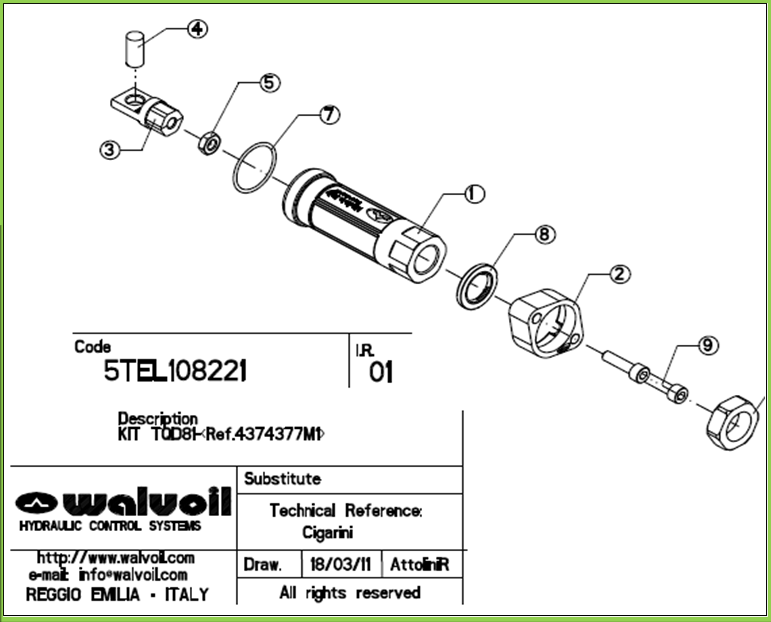 4
5
7
3
1
8
2
9
Code
5TEL108221
I.R.
01
Description
KIT TQD81-<Ref.4374377M1>
walvoil
HYDRAULIC CONTROL SYSTEMS
http://www.walvoil.com
e-mail: info@walvoil.com
REGGIO EMILIA - ITALY
Substitute
Technical Reference:
Cigarini
Draw.
18/03/11
AttoliniR
All rights reserved